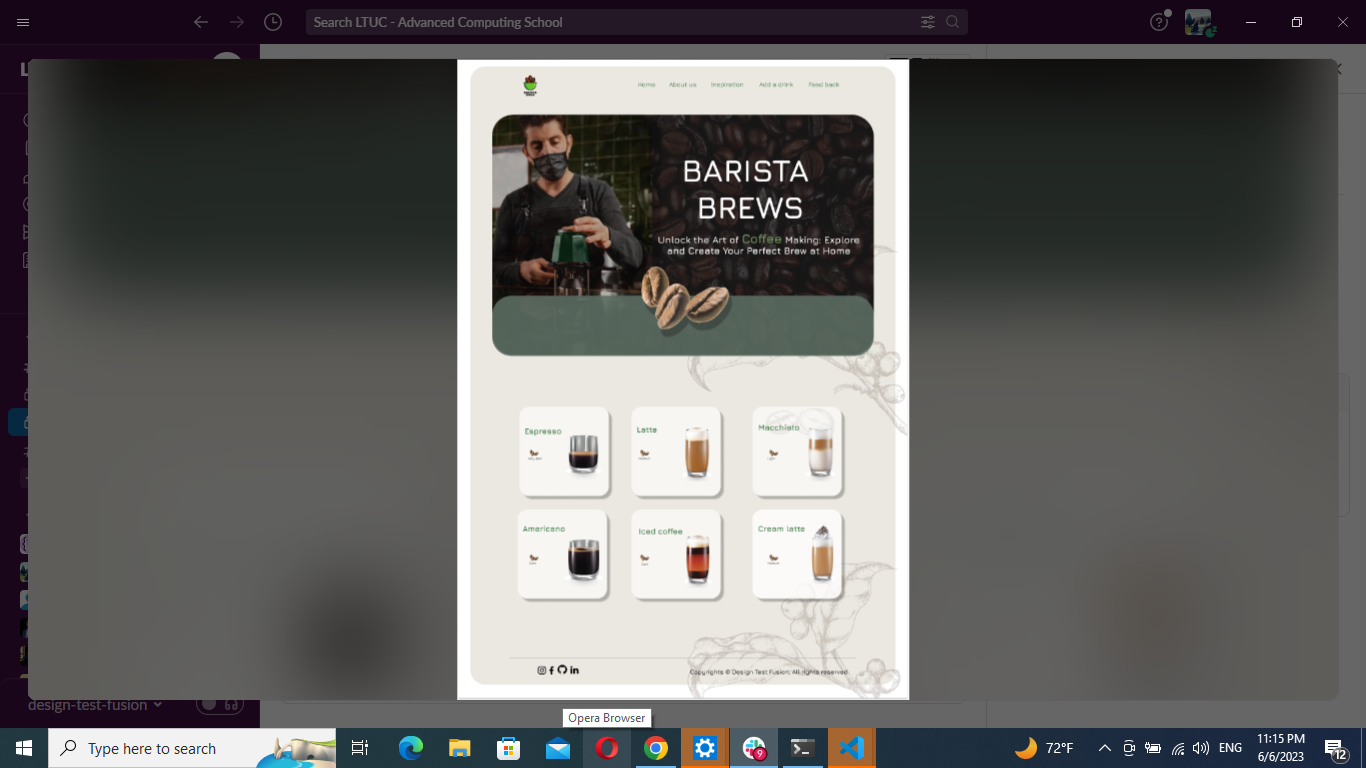 Search LTUC - Advanced Computing School
L
Home About us Inspiration Add a drink Feed back
BARISTA
BREWS
Unlock the Art of Coffee Making: Explore
and Create Your Perfect Brew at Home
Espresso
Latte
Macchiato
Americano
Iced coffee
Cream latte
Copyrights © Design Test Fusion; All rights reserved.
design-test-fusion
Opera Browser
Type here to search
9
72°F
ENG
11:15 PM
6/6/2023
12